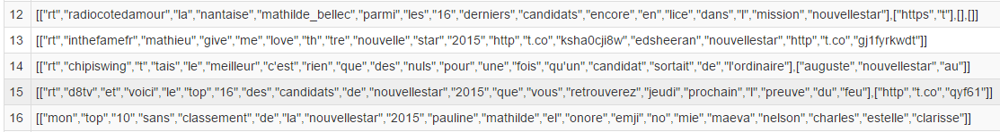 12 [["rt","radiocotedamour","la","nantaise","mathilde_bellec","parmi","les","16","derniers","candidats","encore","en","lice","dans","l","mission","nouvellestar"],["https","t"],[],[]]
13 [["rt","inthefamefr","mathieu","give","me","love","th","tre","nouvelle","star","2015","http","t.co","ksha0cji8w","edsheeran","nouvellestar","http","t.co","gj1fyrkwdt"]]
14 [["rt","chipiswing","t","tais","le","meilleur","c'est","rien","que","des","nuls","pour","une","fois","qu'un","candidat","sortait","de","l'ordinaire"],["auguste","nouvellestar","au"]]
15 [["rt","d8tv","et","voici","le","top","16","des","candidats","de","nouvellestar","2015","que","vous","retrouverez","jeudi","prochain","l","preuve","du","feu"],["http","t.co","qyf61"]]
16 [["mon","top","10","sans","classement","de","la","nouvellestar","2015","pauline","mathilde","el","onore","emji","no","mie","maeva","nelson","charles","estelle","clarisse"]]